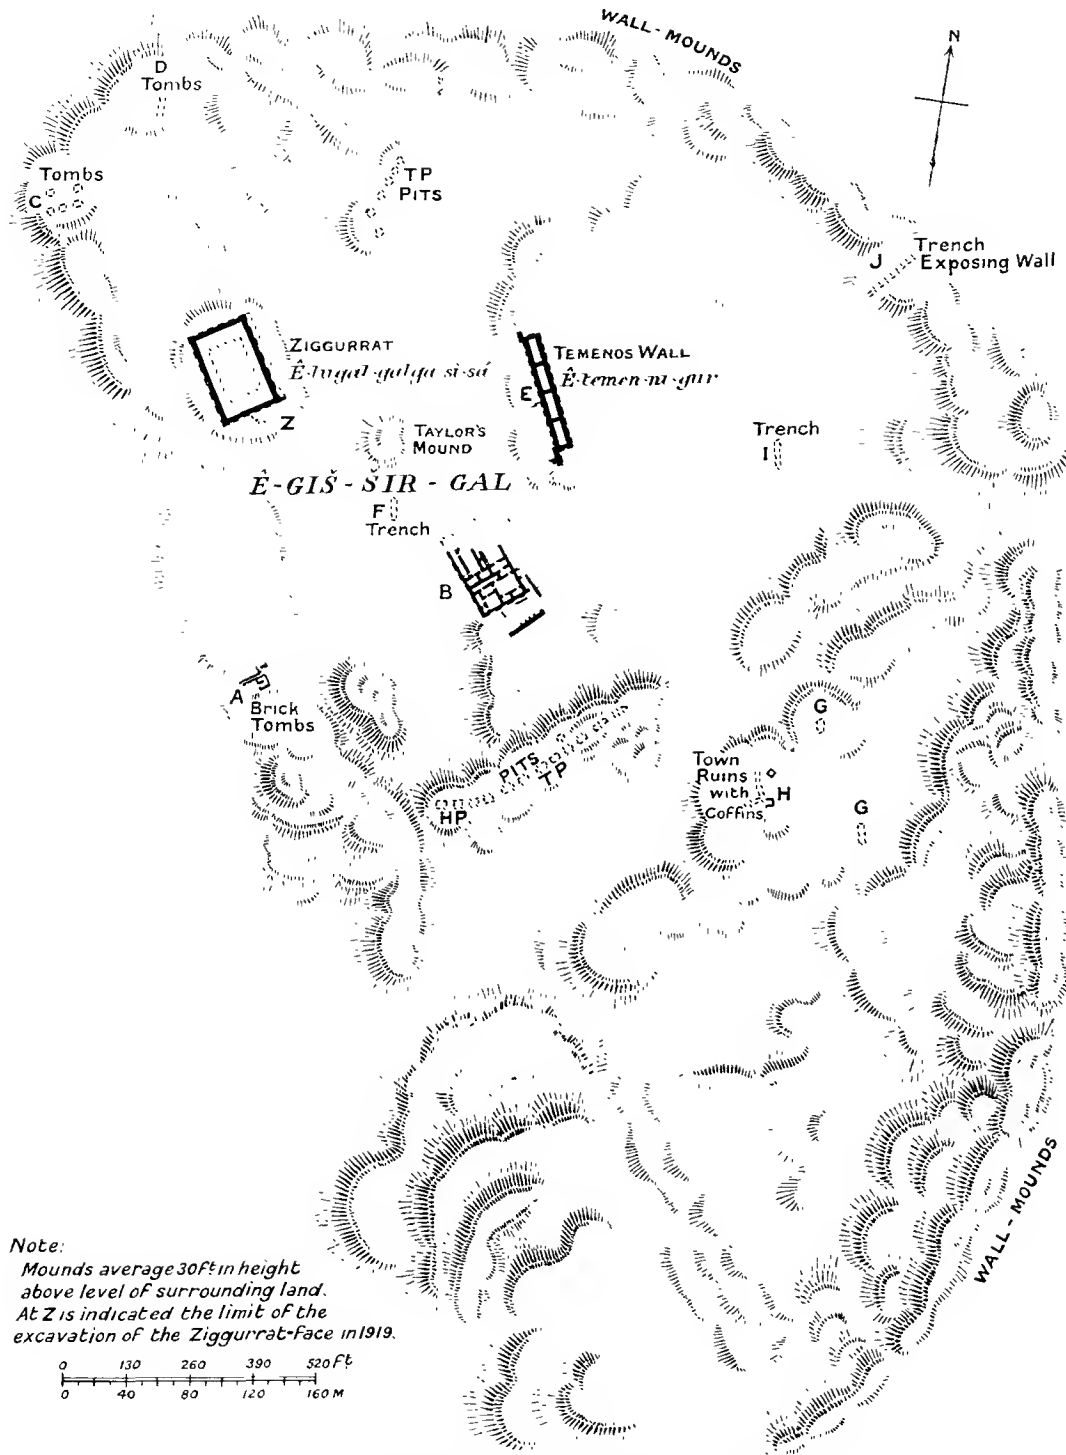 WALL-MOUNDS
N
D
Tombs
Tombs
C
TP
PITS
J
Trench
Exposing Wall
ZIGGURRAT
Ê-lugal-galga si-sá
Z
TEMENOS WALL
Ê-temen-ni-gur
E
TAYLOR'S
MOUND
Trench
I
Ê-GIŠ-ŠIR-GAL
F
Trench
B
A
Brick
Tombs
G
PITS
TP
HP
Town
Ruins
with
Coffins
H
G
WALL-MOUNDS
Note:
Mounds average 30ft in height
above level of surrounding land.
At Z is indicated the limit of the
excavation of the Ziggurrat-face in 1919.
0 130 260 390 520 Ft
0 40 80 120 160 M